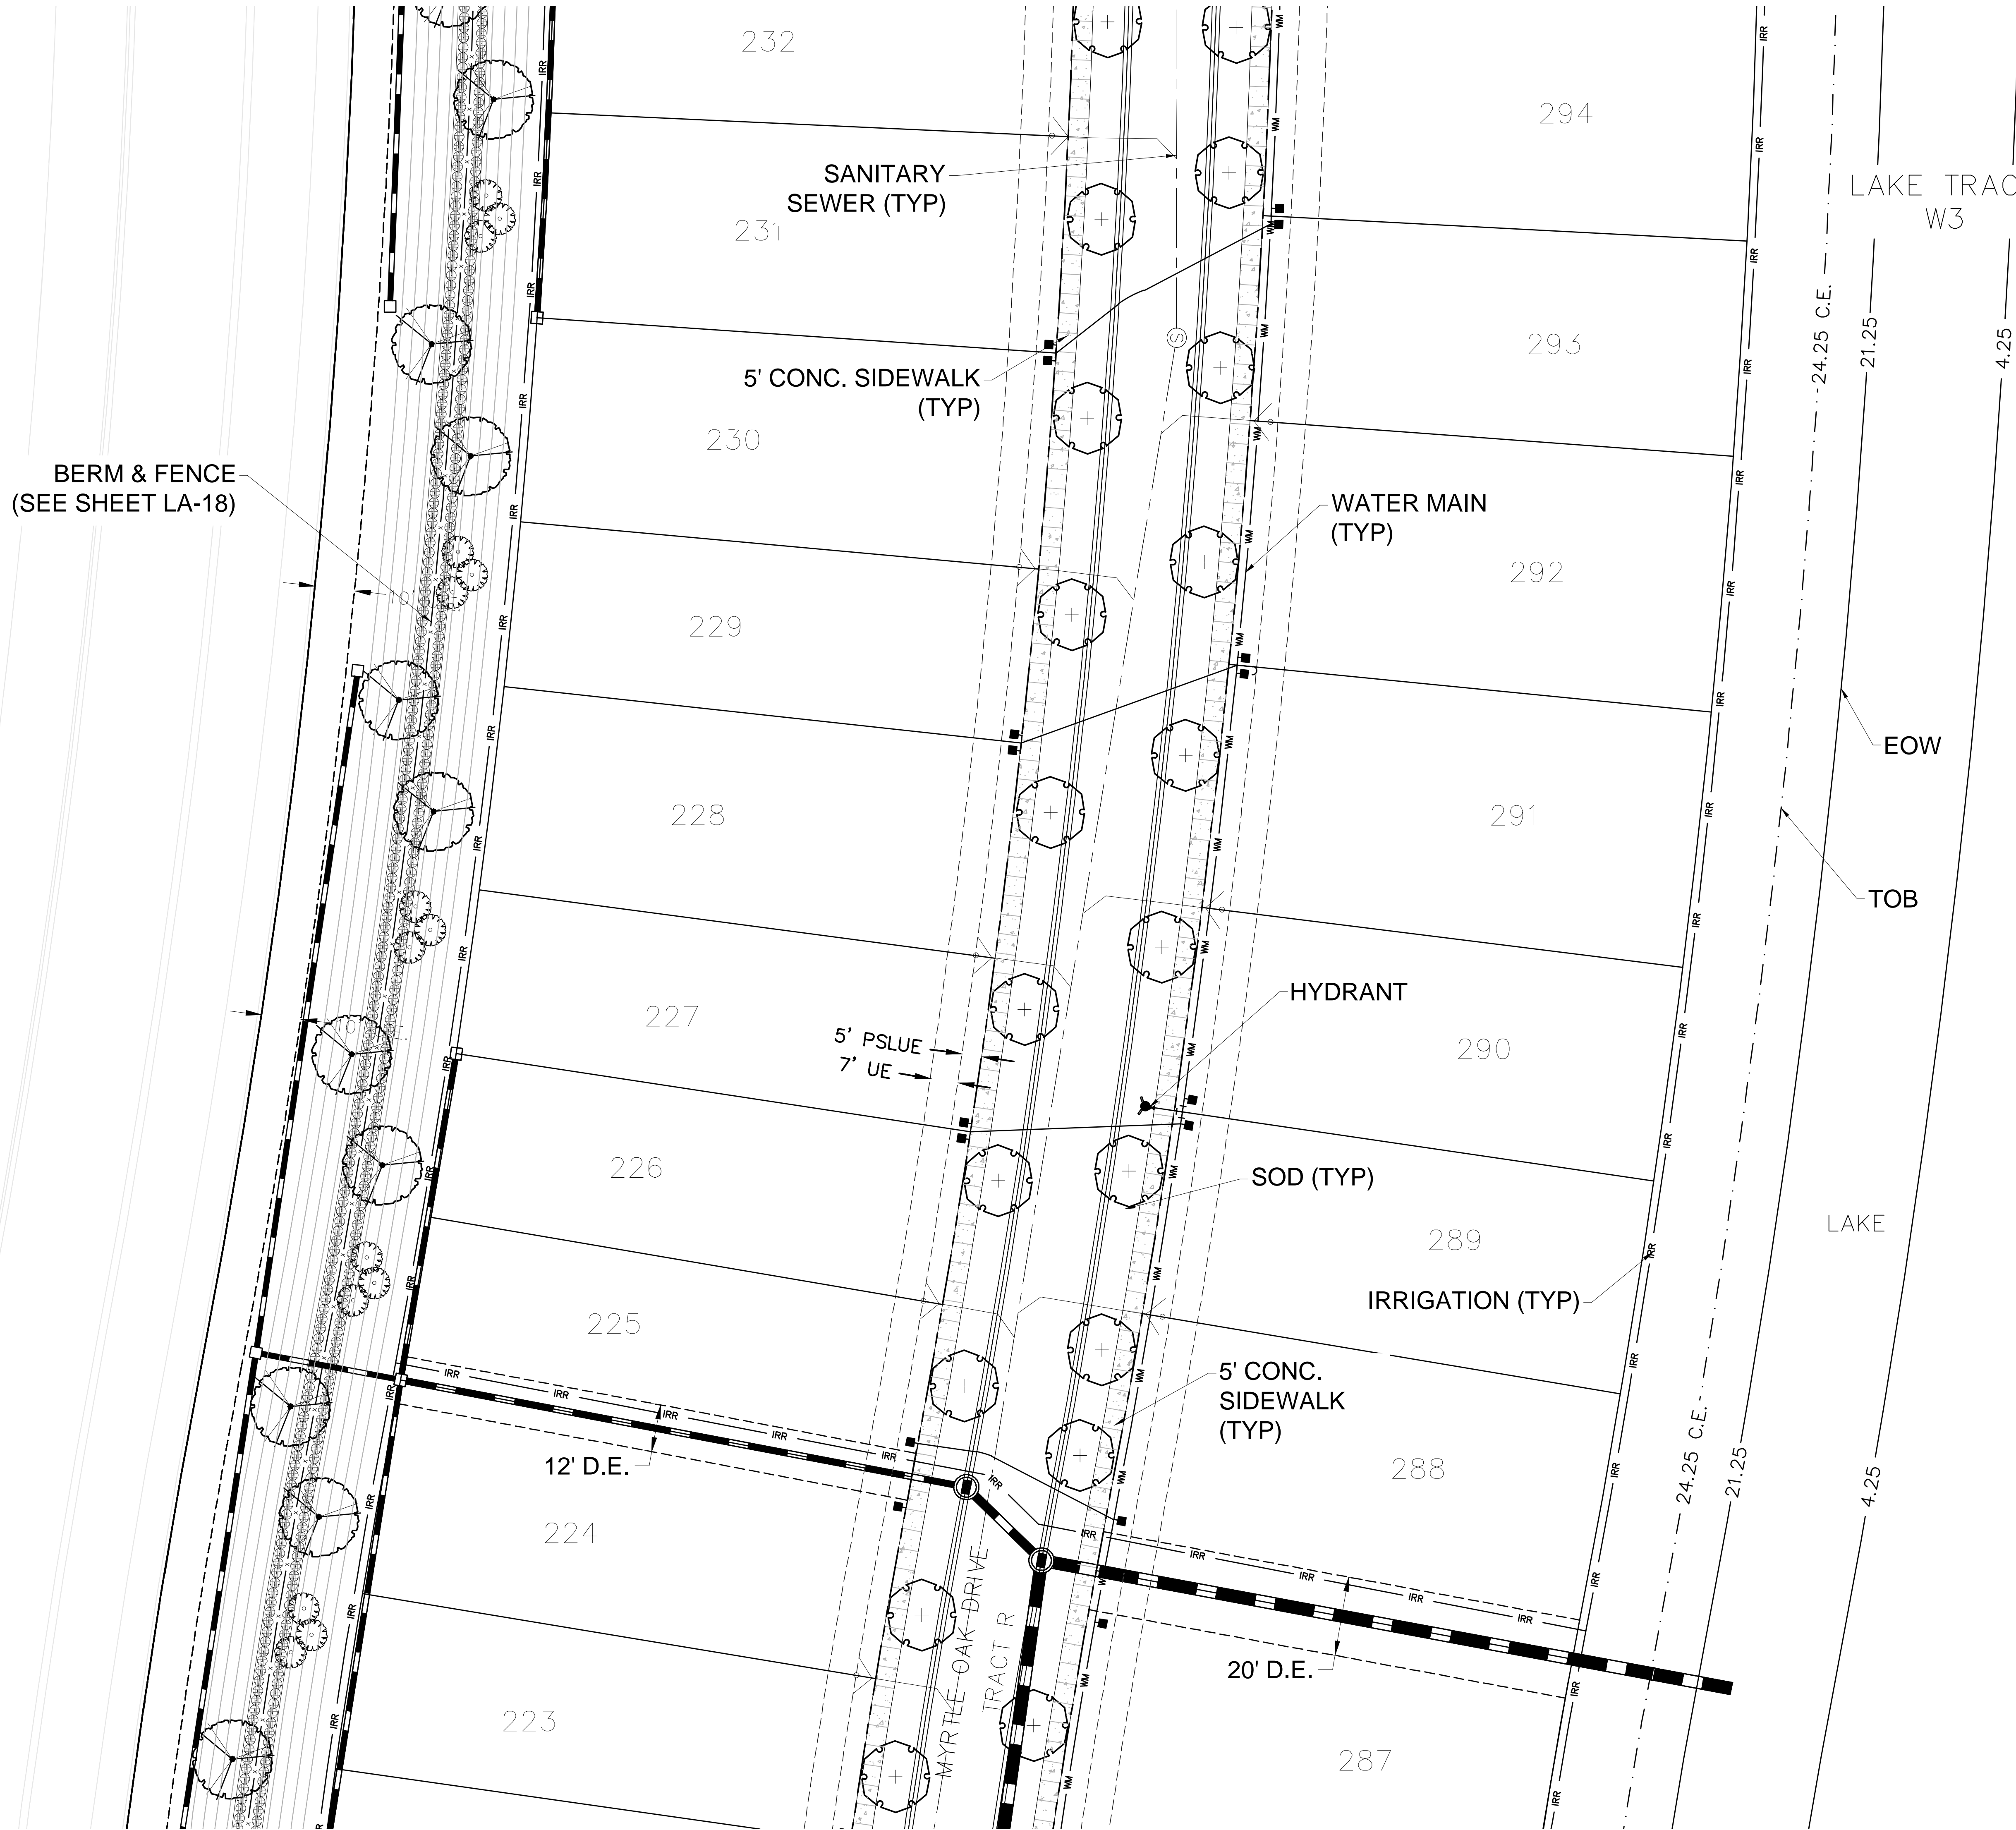 232
294
SANITARY
SEWER (TYP)
LAKE TRAC
W3
231
24.25 C.E.
21.25
4.25
293
5' CONC. SIDEWALK
(TYP)
S
230
BERM & FENCE
(SEE SHEET LA-18)
WATER MAIN
(TYP)
292
229
10'
EOW
228
291
TOB
HYDRANT
227
10'
5' PSLUE
7' UE
290
226
SOD (TYP)
LAKE
289
IRRIGATION (TYP)
225
5' CONC.
SIDEWALK
(TYP)
24.25 C.E.
21.25
4.25
12' D.E.
288
224
MYRTLE OAK DRIVE
TRACT R
20' D.E.
223
287
IRR
WM